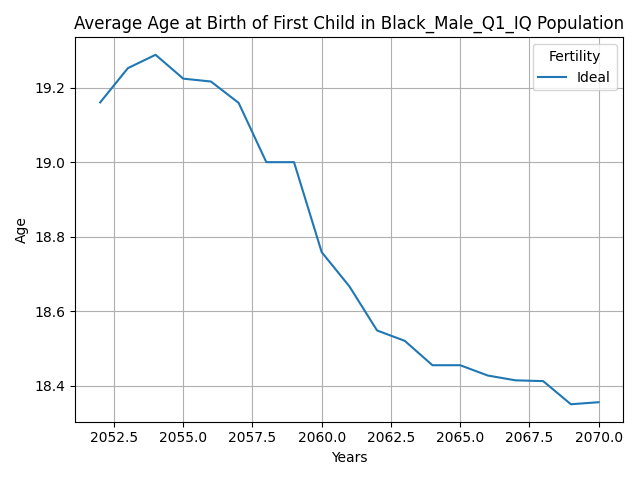 Average Age at Birth of First Child in Black_Male_Q1_IQ Population
Fertility
Ideal
19.2
19.0
18.8
18.6
18.4
Age
2052.5 2055.0 2057.5 2060.0 2062.5 2065.0 2067.5 2070.0
Years